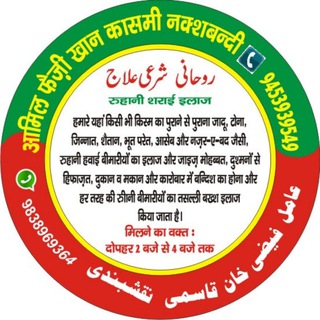 आमिल फैज़ी खान कासमी नक्शबन्दी
9453939549
روحانی شرعی علاج
रुहानी शराई इलाज
हमारे यहां किसी भी किस्म का पुराने से पुराना जादू, टोना,
जिन्नात, शैतान, भूत परेत, आसेब और नज़र-ए-बद जैसी,
रुहानी हवाई बीमारीयों का इलाज और जाइज़ मोहब्बत, दुश्मनों से
हिफ़ाज़त, दुकान व मकान और कारोबार में बन्दिश का होना और
हर तरह की रुहानी बीमारीयों का तसल्ली बख्श इलाज
किया जाता है।
मिलने का वक्त :
दोपहर 2 बजे से 4 बजे तक
9838969364
عامل فیضی خان قاسمی نقشبندی